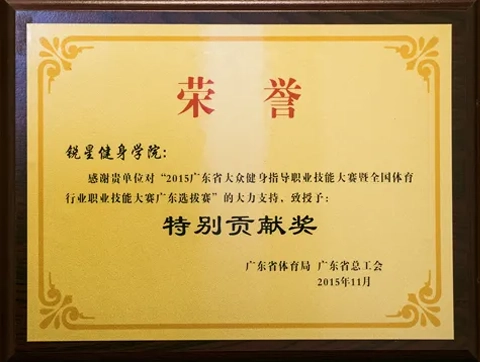 荣 誉
锐星健身学院：
感谢贵单位对“2015广东省大众健身指导职业技能大赛暨全国体育
行业职业技能大赛广东选拔赛”的大力支持，致授予：
特别贡献奖
广东省体育局 广东省总工会
2015年11月